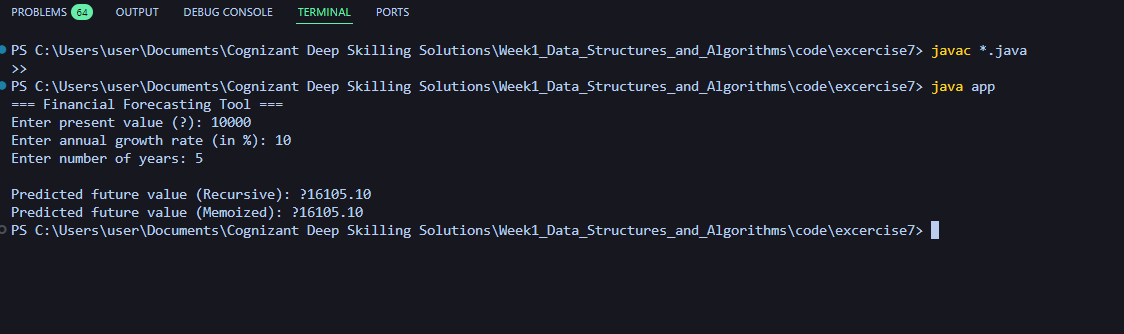 PROBLEMS 64 OUTPUT DEBUG CONSOLE TERMINAL PORTS
PS C:\Users\user\Documents\Cognizant Deep Skilling Solutions\Week1_Data_Structures_and_Algorithms\code\excercise7> javac *.java
>>
PS C:\Users\user\Documents\Cognizant Deep Skilling Solutions\Week1_Data_Structures_and_Algorithms\code\excercise7> java app
=== Financial Forecasting Tool ===
Enter present value (?): 10000
Enter annual growth rate (in %): 10
Enter number of years: 5
Predicted future value (Recursive): ?16105.10
Predicted future value (Memoized): ?16105.10
PS C:\Users\user\Documents\Cognizant Deep Skilling Solutions\Week1_Data_Structures_and_Algorithms\code\excercise7>